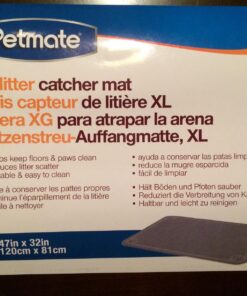 Petmate
litter catcher mat
is capteur de litière XL
era XG para atrapar la arena
tzenstreu-Auffangmatte, XL
ps keep floors & paws clean
uces litter scatter
able & easy to clean
e à conserver les pattes propres
inue l'éparpillement de la litière
ile à nettoyer
• ayuda a conservar las patas limp
• reduce la mugre esparcida
• fácil de limpiar
• Hält Böden und Pfoten sauber
• Reduziert die Verbreitung von K
• Haltbar und leicht zu reinigen
47in x 32in
120cm x 81cm